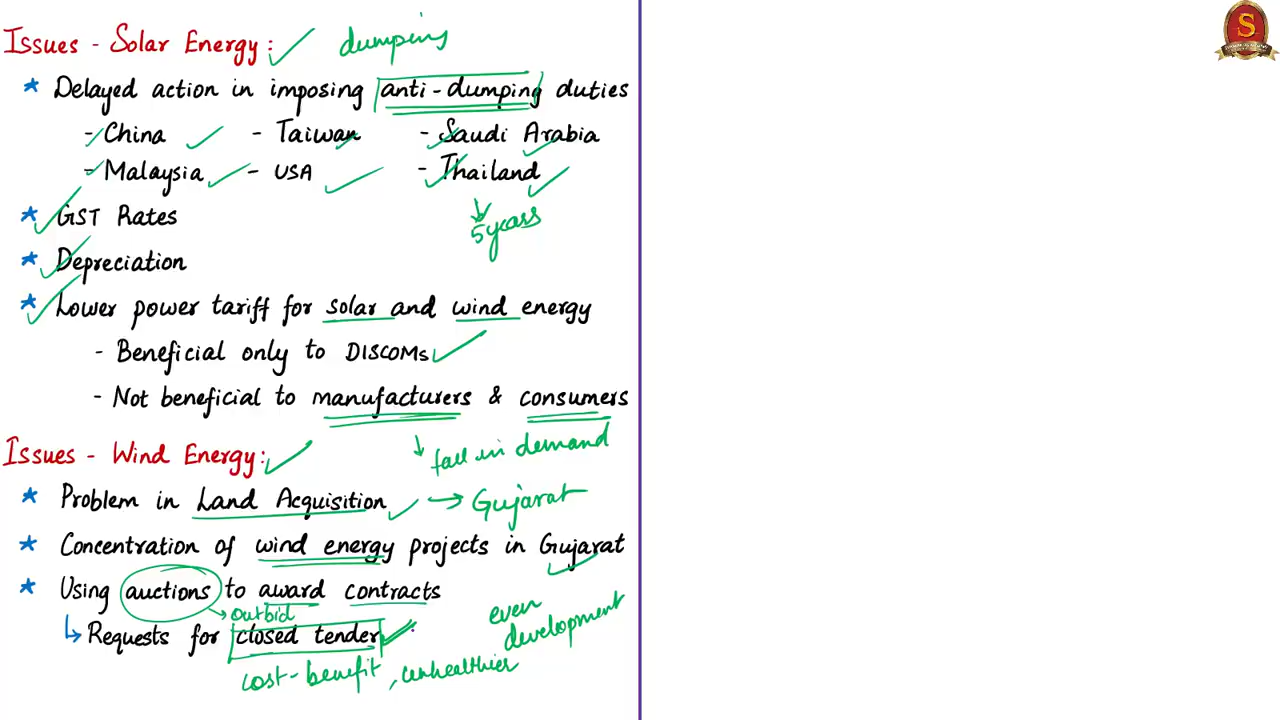 Issues - Solar Energy: dumping
* Delayed action in imposing anti-dumping duties
- China - Taiwan - Saudi Arabia
- Malaysia - USA - Thailand
* GST Rates
5 years
* Depreciation
* Lower power tariff for solar and wind energy
- Beneficial only to DISCOMs
- Not beneficial to manufacturers & consumers
fall in demand
Issues - Wind Energy:
* Problem in Land Acquisition → Gujarat
* Concentration of wind energy projects in Gujarat
* Using auctions to award contracts
outbid
even development
Requests for closed tender
cost-benefit, unhealthier
S